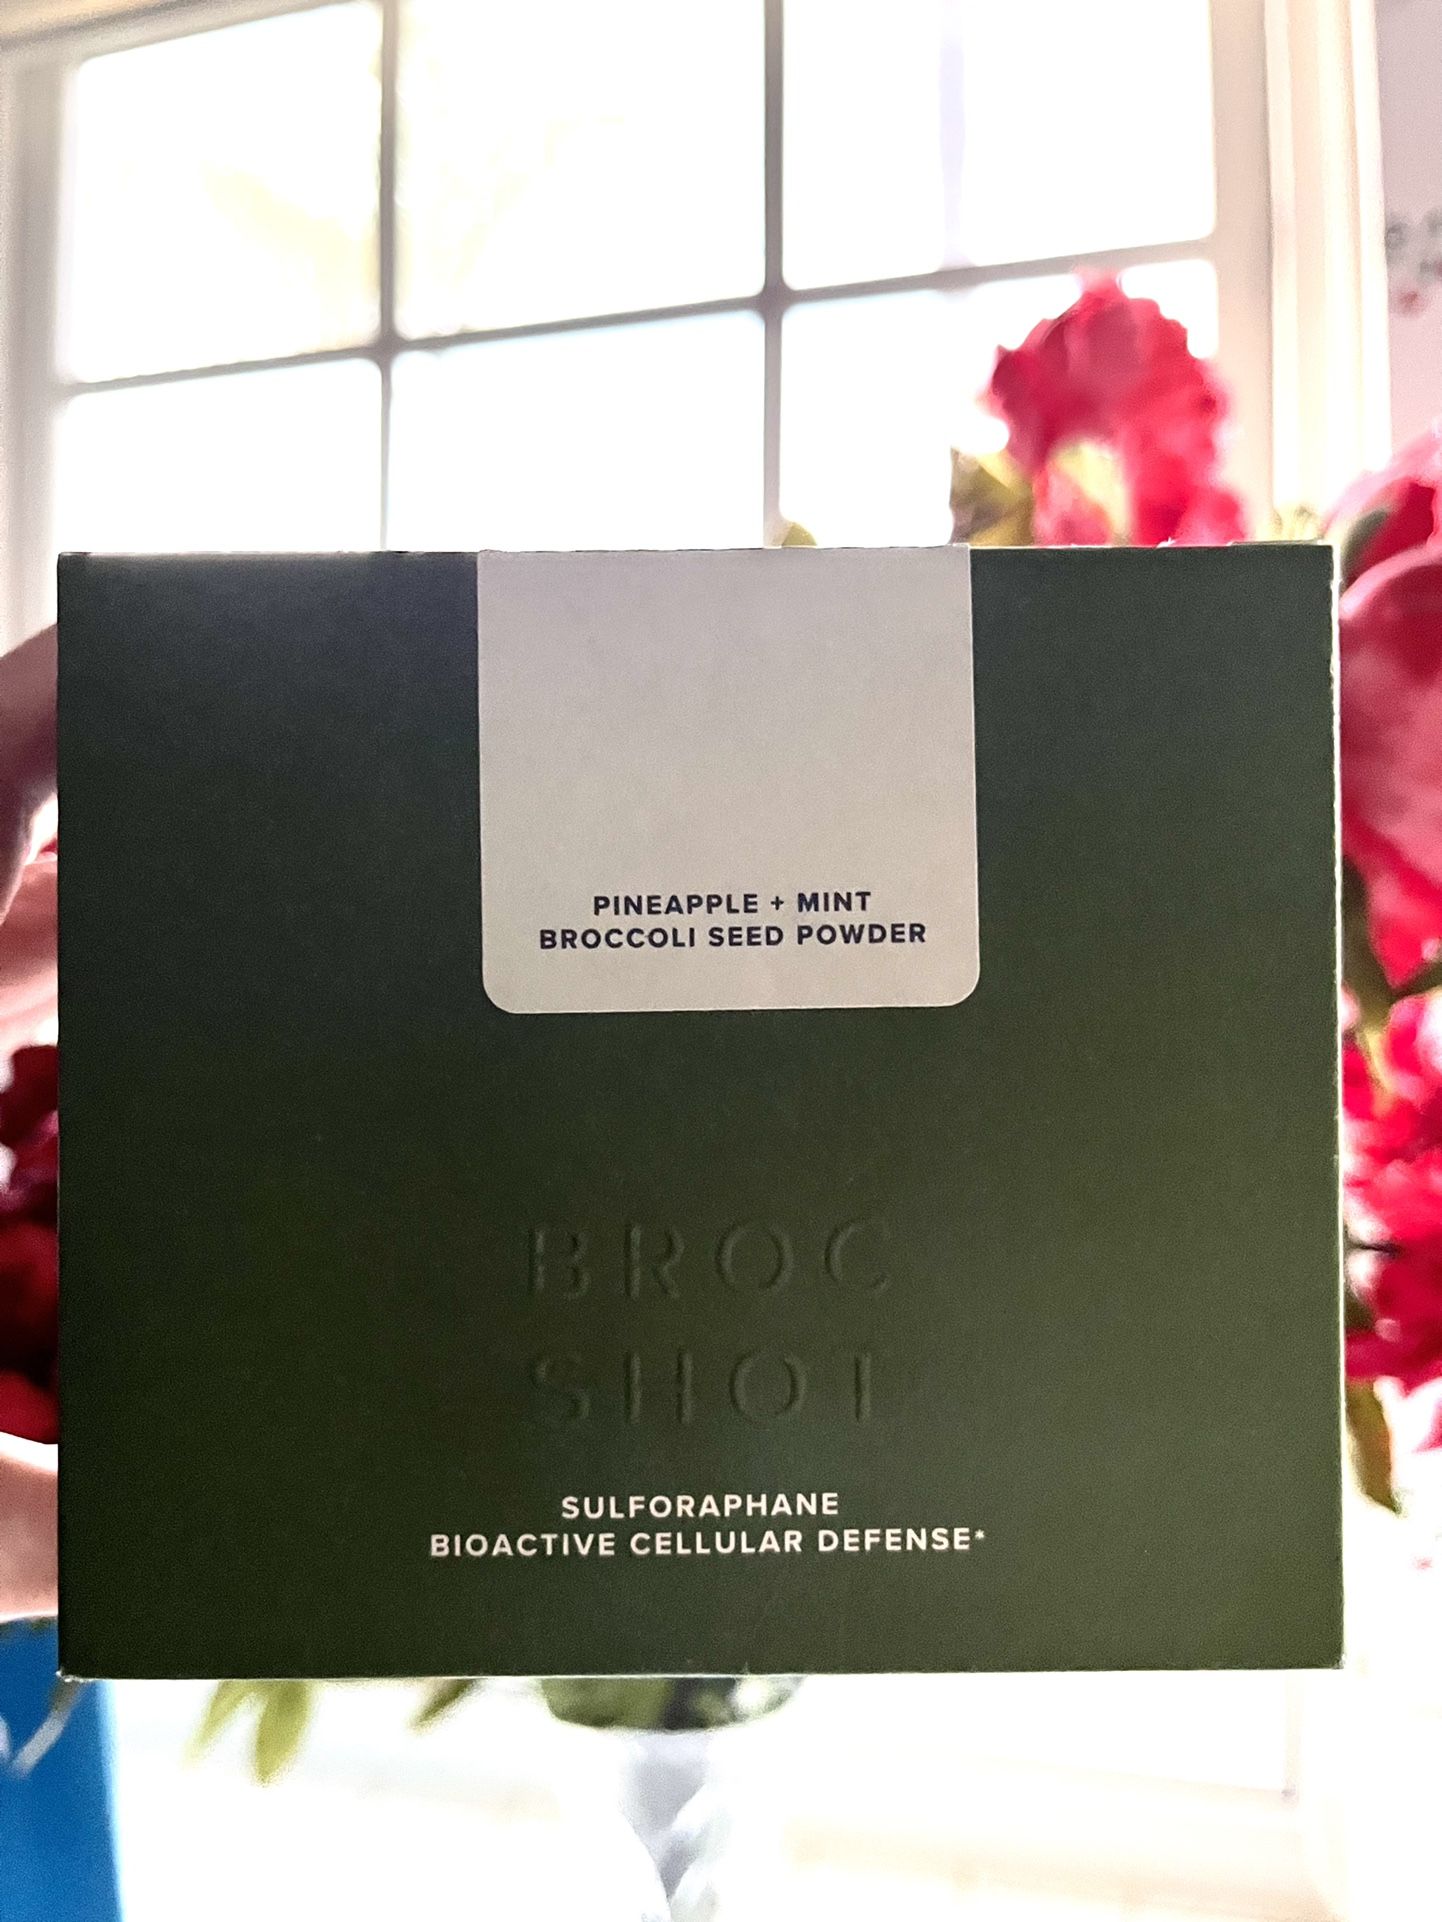 PINEAPPLE + MINT
BROCCOLI SEED POWDER
BROC
SHOT
SULFORAPHANE
BIOACTIVE CELLULAR DEFENSE*